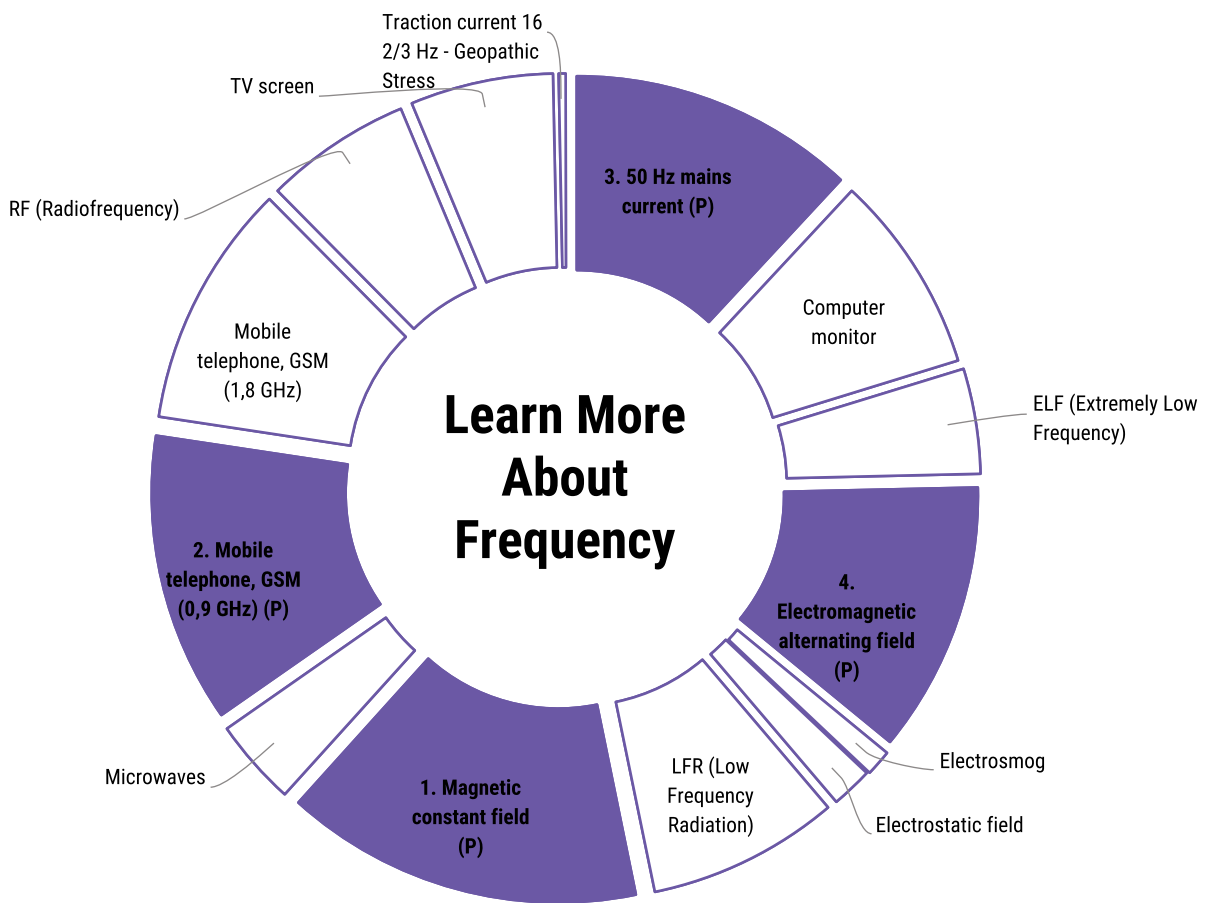 Traction current 16
2/3 Hz - Geopathic
Stress
TV screen
RF (Radiofrequency)
3. 50 Hz mains
current (P)
Computer
monitor
ELF (Extremely Low
Frequency)
Mobile
telephone, GSM
(1,8 GHz)
Learn More
About
Frequency
2. Mobile
telephone, GSM
(0,9 GHz) (P)
4.
Electromagnetic
alternating field
(P)
Microwaves
1. Magnetic
constant field
(P)
LFR (Low
Frequency
Radiation)
Electrosmog
Electrostatic field